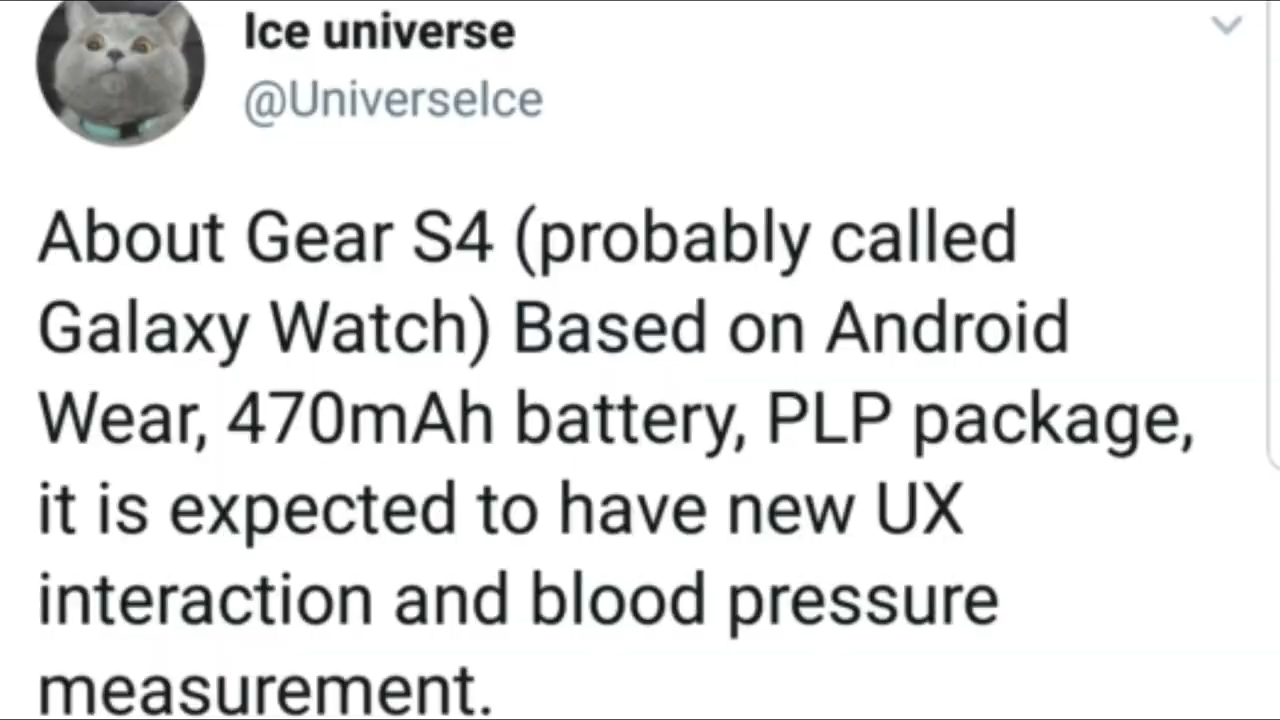 Ice universe
@UniverseIce
About Gear S4 (probably called
Galaxy Watch) Based on Android
Wear, 470mAh battery, PLP package,
it is expected to have new UX
interaction and blood pressure
measurement.